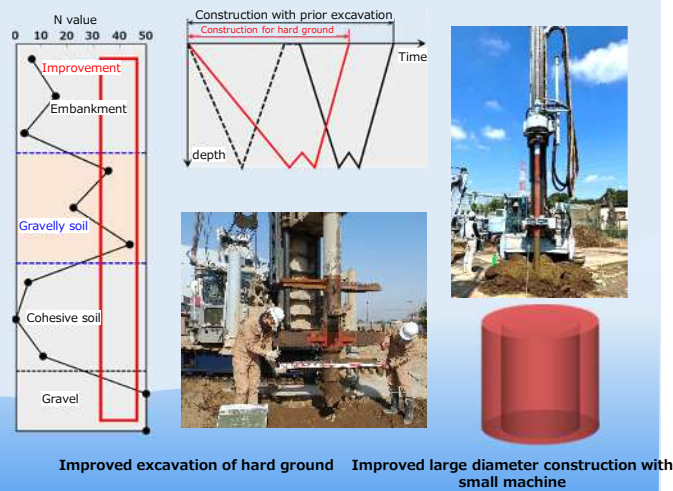 N value
0 10 20 30 40 50
Improvement
Embankment
Gravelly soil
Cohesive soil
Gravel
Construction with prior excavation
Construction for hard ground
Time
depth
Improved excavation of hard ground
Improved large diameter construction with
small machine